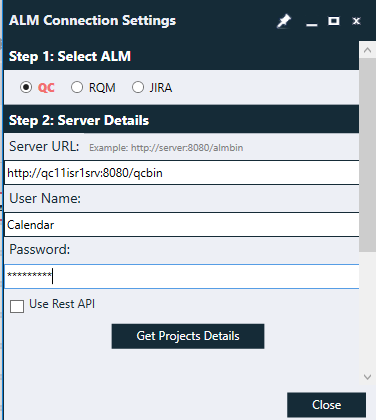 ALM Connection Settings
Step 1: Select ALM
QC RQM JIRA
Step 2: Server Details
Server URL: Example: http://server:8080/almbin
http://qc11isr1srv:8080/qcbin
User Name:
Calendar
Password:
*********
Use Rest API
Get Projects Details
Close